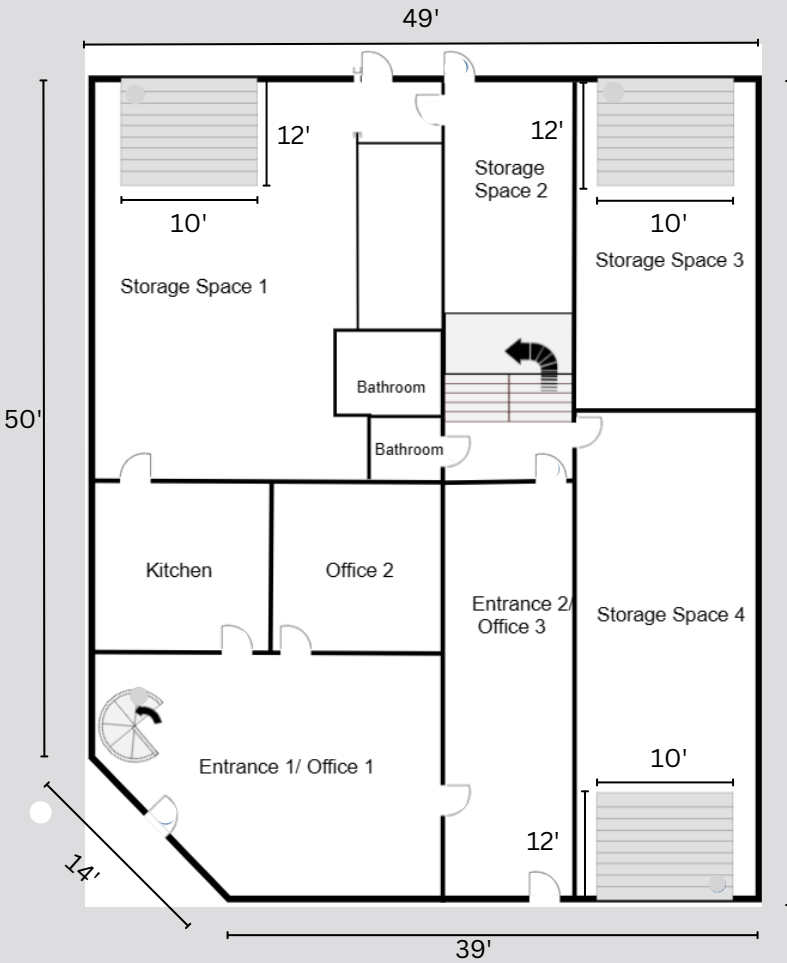 49'
12'
10'
Storage Space 1
Storage
Space 2
12'
10'
Storage Space 3
50'
Bathroom
Bathroom
Kitchen
Office 2
Entrance 2/
Office 3
Storage Space 4
Entrance 1/ Office 1
10'
12'
14'
39'